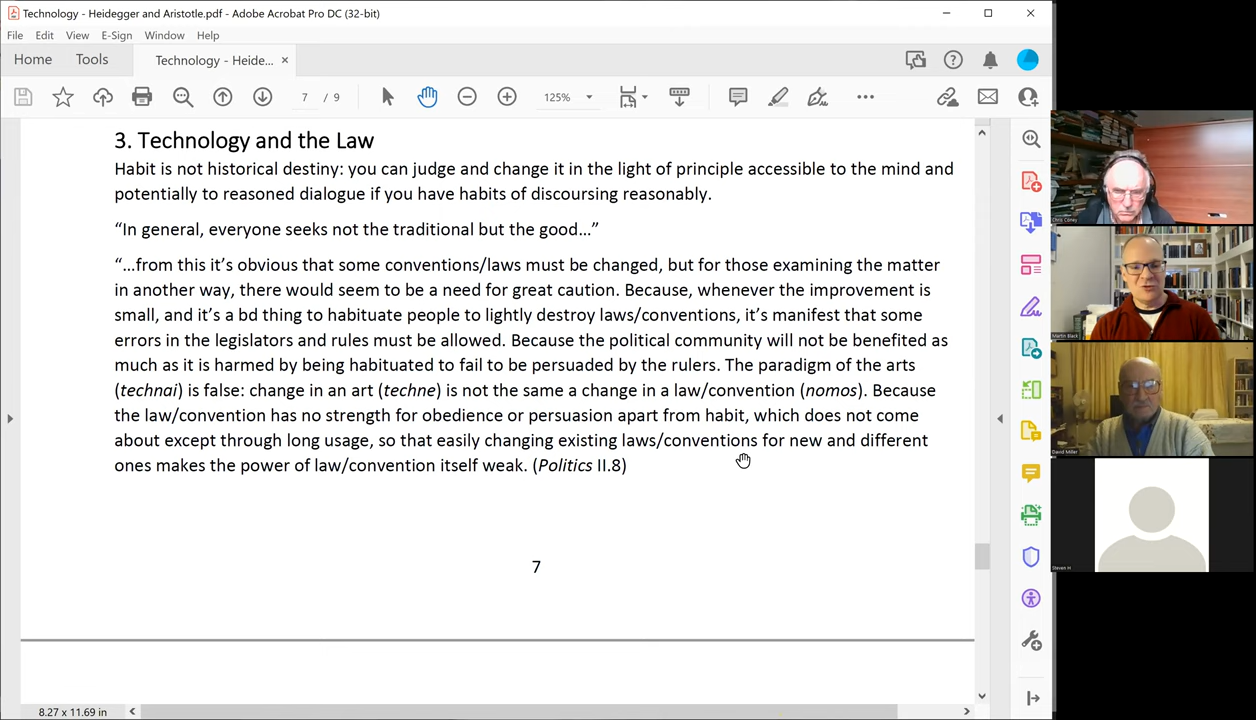 Technology - Heidegger and Aristotle.pdf - Adobe Acrobat Pro DC (32-bit)
File Edit View E-Sign Window Help
Home Tools Technology - Heide...
7 / 9 125%
3. Technology and the Law
Habit is not historical destiny: you can judge and change it in the light of principle accessible to the mind and
potentially to reasoned dialogue if you have habits of discoursing reasonably.
“In general, everyone seeks not the traditional but the good…”
“…from this it’s obvious that some conventions/laws must be changed, but for those examining the matter
in another way, there would seem to be need for great caution. Because, whenever the improvement is
small, and it’s a bd thing to habituate people to lightly destroy laws/conventions, it’s manifest that some
errors in the legislators and rules must be allowed. Because the political community will not be benefited as
much as it is harmed by being habituated to fail to be persuaded by the rulers. The paradigm of the arts
(technai) is false: change in an art (techne) is not the same a change in a law/convention (nomos). Because
the law/convention has no strength for obedience or persuasion apart from habit, which does not come
about except through long usage, so that easily changing existing laws/conventions for new and different
ones makes the power of law/convention itself weak. (Politics II.8)
7
8.27 x 11.69 in
Martin Black
David Miller
Steven H